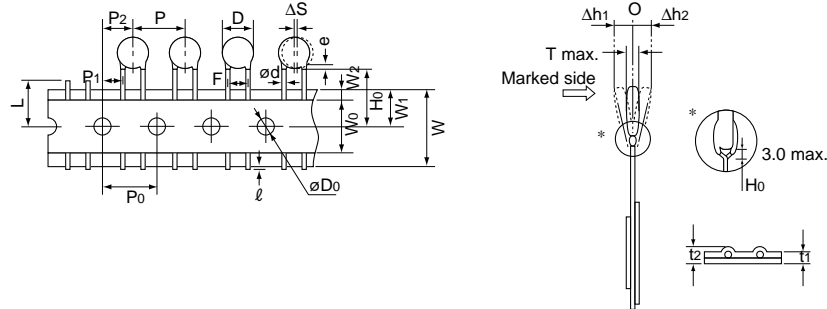 P2
P
D
ΔS
e
P1
F
ød
W2
H0
L
W0
W1
W
P0
ℓ
øD0
Δh1
O
Δh2
T max.
Marked side
*
*
3.0 max.
H0
t2
t1